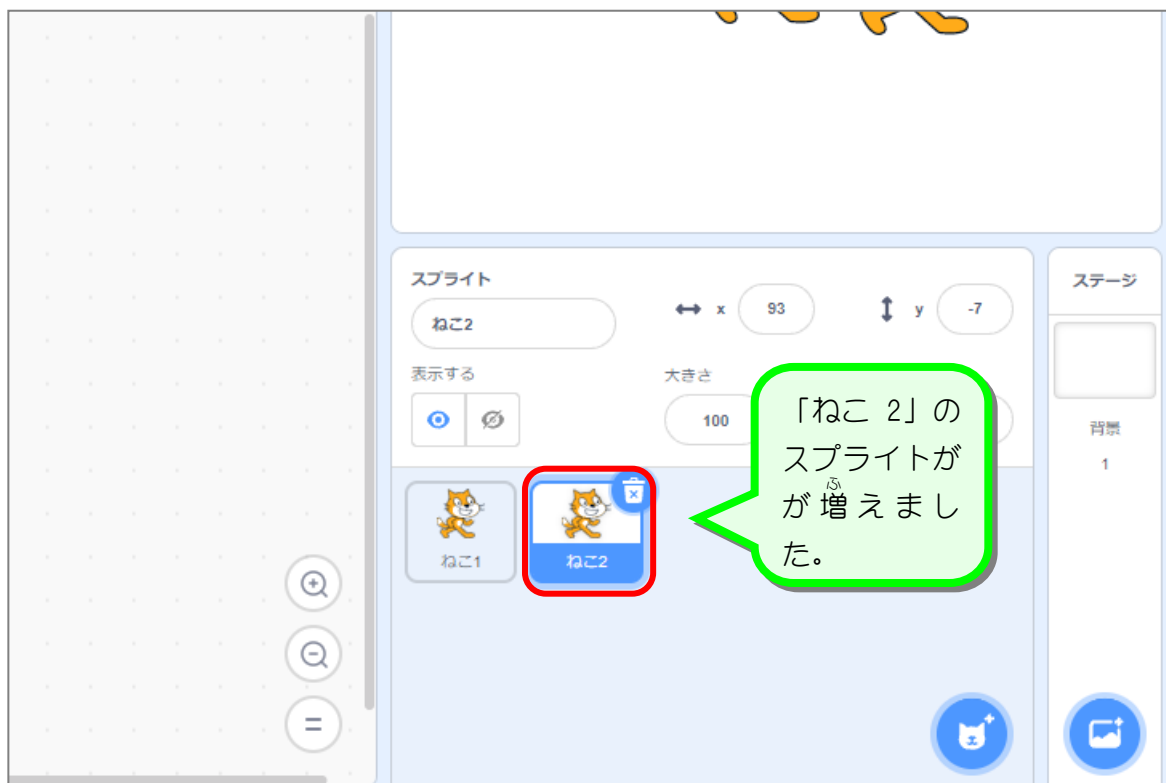 スプライト
ねこ2
x 93
y -7
表示する
大きさ
100
「ねこ 2」の
スプライトが
が増えまし
ふ
た。
ねこ1
ねこ2
ステージ
背景
1